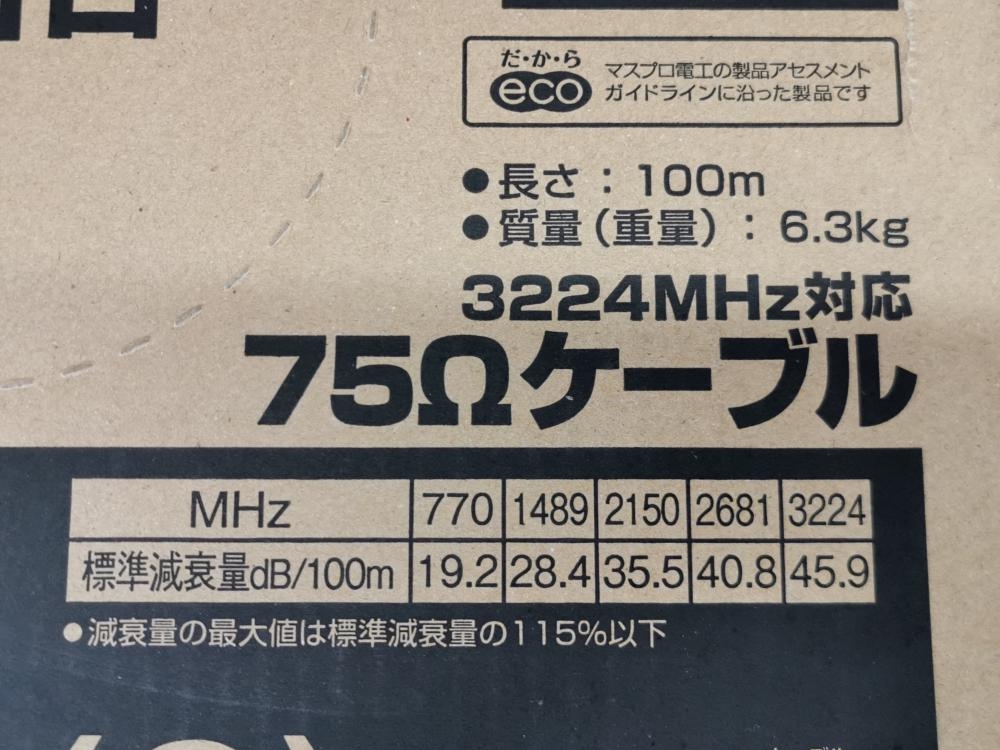 だ・か・ら
eco
マスプロ電工の製品アセスメント
ガイドラインに沿った製品です
●長さ：100m
●質量（重量）：6.3kg
3224MHz対応
75Ωケーブル
MHz 770 1489 2150 2681 3224
標準減衰量dB/100m 19.2 28.4 35.5 40.8 45.9
●減衰量の最大値は標準減衰量の115%以下